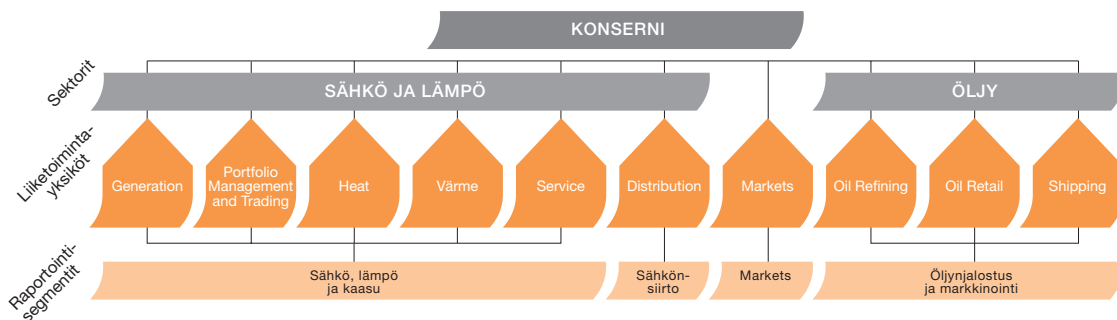 KONSERNI
Sektorit
SÄHKÖ JA LÄMPÖ
ÖLJY
Liiketoiminta-
yksiköt
Generation
Portfolio
Management
and Trading
Heat
Värme
Service
Distribution
Markets
Oil Refining
Oil Retail
Shipping
Raportointi-
segmentit
Sähkö, lämpö
ja kaasu
Sähkön-
siirto
Markets
Öljynjalostus
ja markkinointi